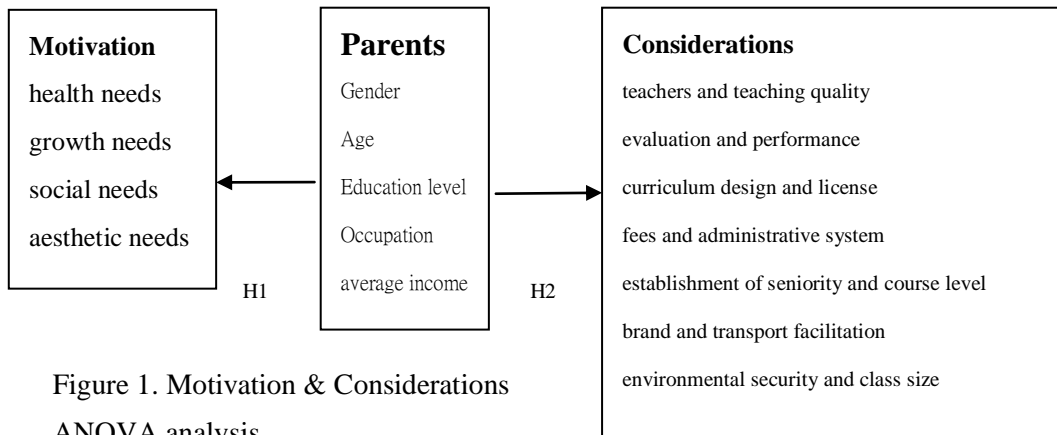 Motivation
health needs
growth needs
social needs
aesthetic needs
H1
Parents
Gender
Age
Education level
Occupation
average income
H2
Considerations
teachers and teaching quality
evaluation and performance
curriculum design and license
fees and administrative system
establishment of seniority and course level
brand and transport facilitation
environmental security and class size
Figure 1. Motivation & Considerations
ANOVA analysis